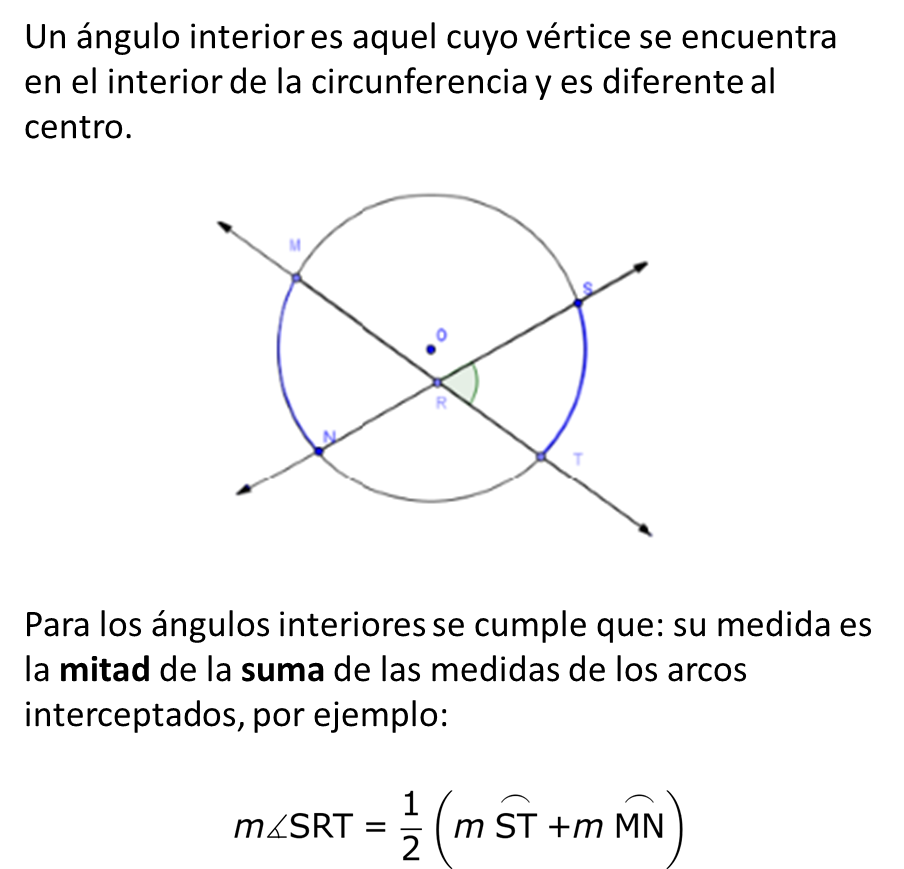 Un ángulo interior es aquel cuyo vértice se encuentra
en el interior de la circunferencia y es diferente al
centro.
M
S
O
R
N
T
Para los ángulos interiores se cumple que: su medida es
la mitad de la suma de las medidas de los arcos
interceptados, por ejemplo:
m∡SRT = 1/2 (m ST +m MN)